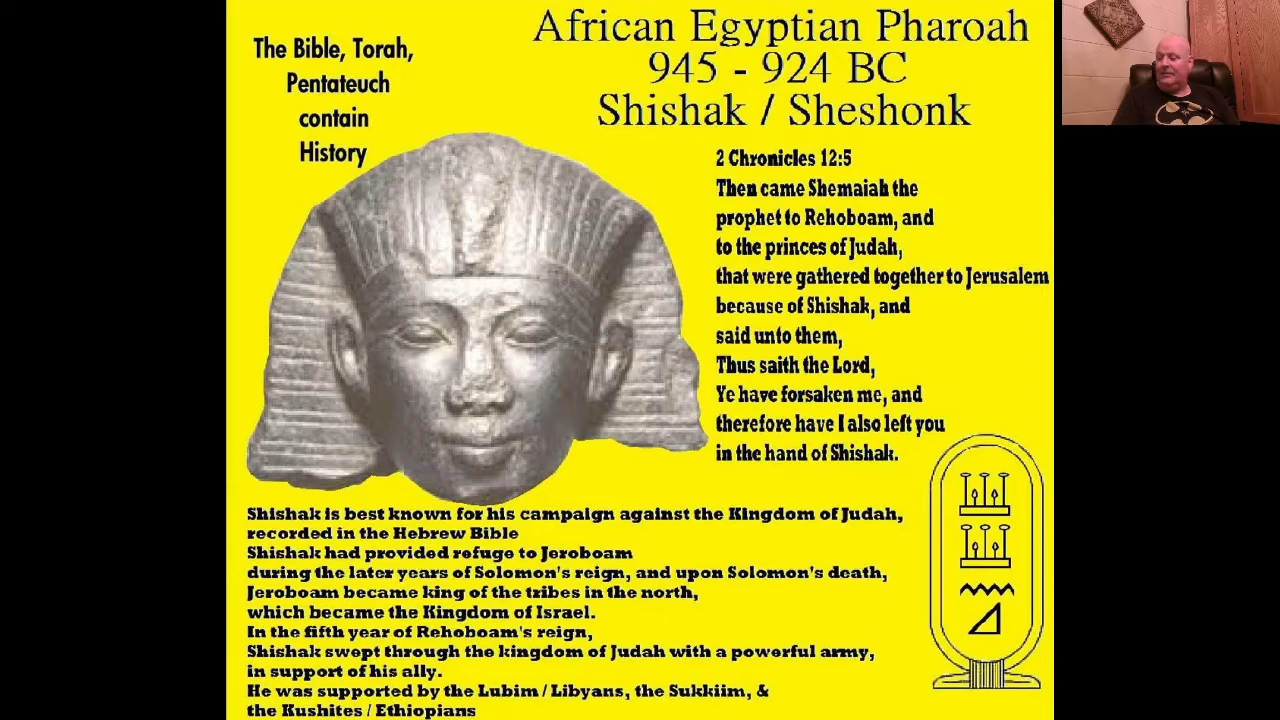 The Bible, Torah,
Pentateuch
contain
History
African Egyptian Pharoah
945 - 924 BC
Shishak / Sheshonk
2 Chronicles 12:5
Then came Shemaiah the
prophet to Rehoboam, and
to the princes of Judah,
that were gathered together to Jerusalem
because of Shishak, and
said unto them,
Thus saith the Lord,
Ye have forsaken me, and
therefore have I also left you
in the hand of Shishak.
Shishak is best known for his campaign against the Kingdom of Judah,
recorded in the Hebrew Bible
Shishak had provided refuge to Jeroboam
during the later years of Solomon's reign, and upon Solomon's death,
Jeroboam became king of the tribes in the north,
which became the Kingdom of Israel.
In the fifth year of Rehoboam's reign,
Shishak swept through the kingdom of Judah with a powerful army,
in support of his ally.
He was supported by the Lubim / Libyans, the Sukkiim, &
the Kushites / Ethiopians